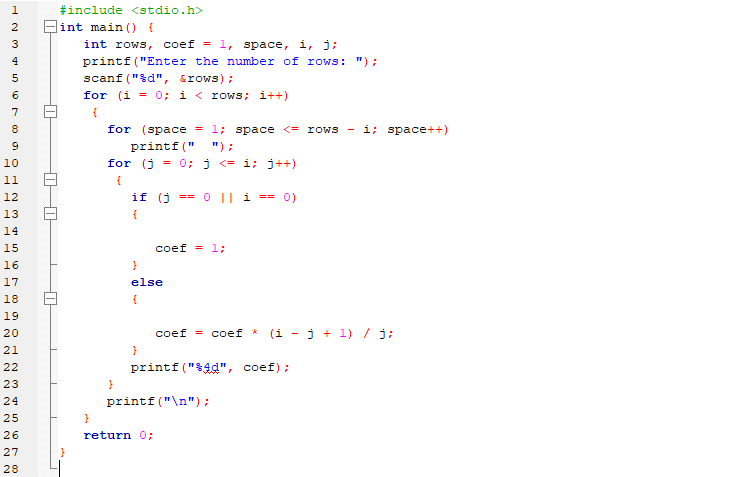 1 #include <stdio.h>
2 int main() {
3 int rows, coef = 1, space, i, j;
4 printf("Enter the number of rows: ");
5 scanf("%d", &rows);
6 for (i = 0; i < rows; i++)
7 {
8 for (space = 1; space <= rows - i; space++)
9 printf("  ");
10 for (j = 0; j <= i; j++)
11 {
12 if (j == 0 || i == 0)
13 {
14
15 coef = 1;
16 }
17 else
18 {
19
20 coef = coef * (i - j + 1) / j;
21 }
22 printf("%4d", coef);
23 }
24 printf("\n");
25 }
26 return 0;
27 }
28